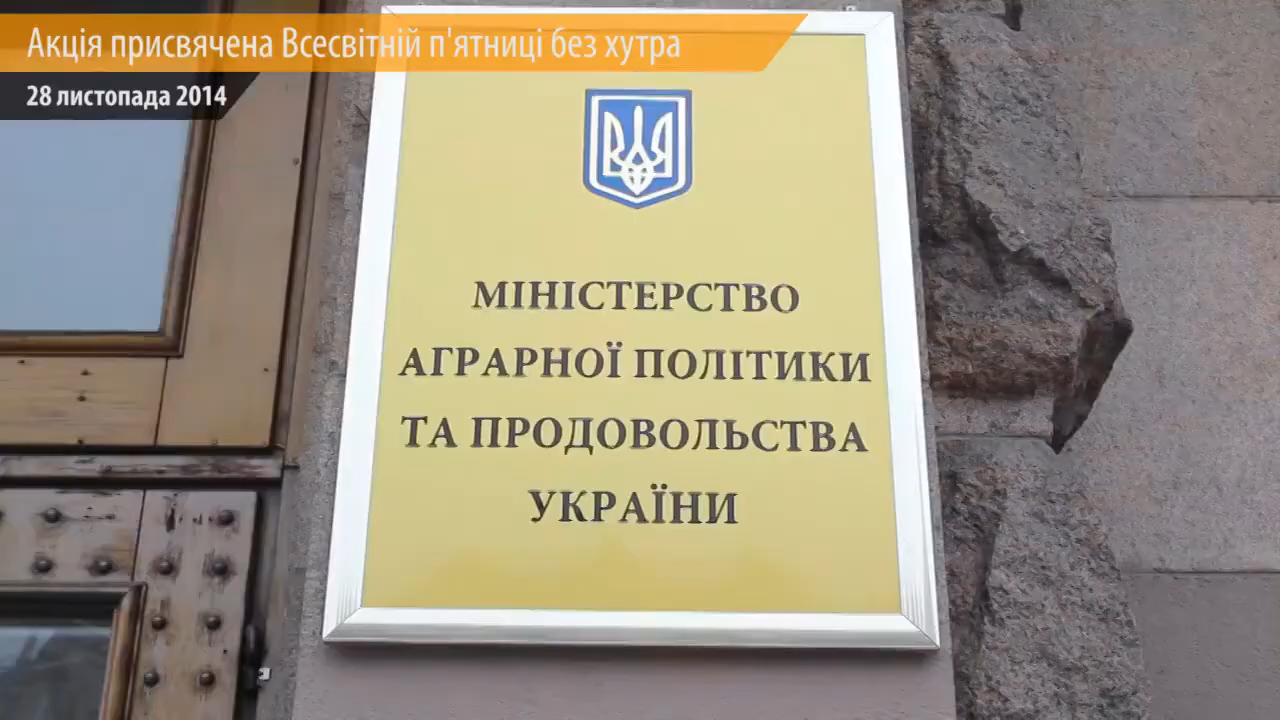 Акція присвячена Всесвітній п'ятниці без хутра
28 листопада 2014
МІНІСТЕРСТВО
АГРАРНОЇ ПОЛІТИКИ
ТА ПРОДОВОЛЬСТВА
УКРАЇНИ